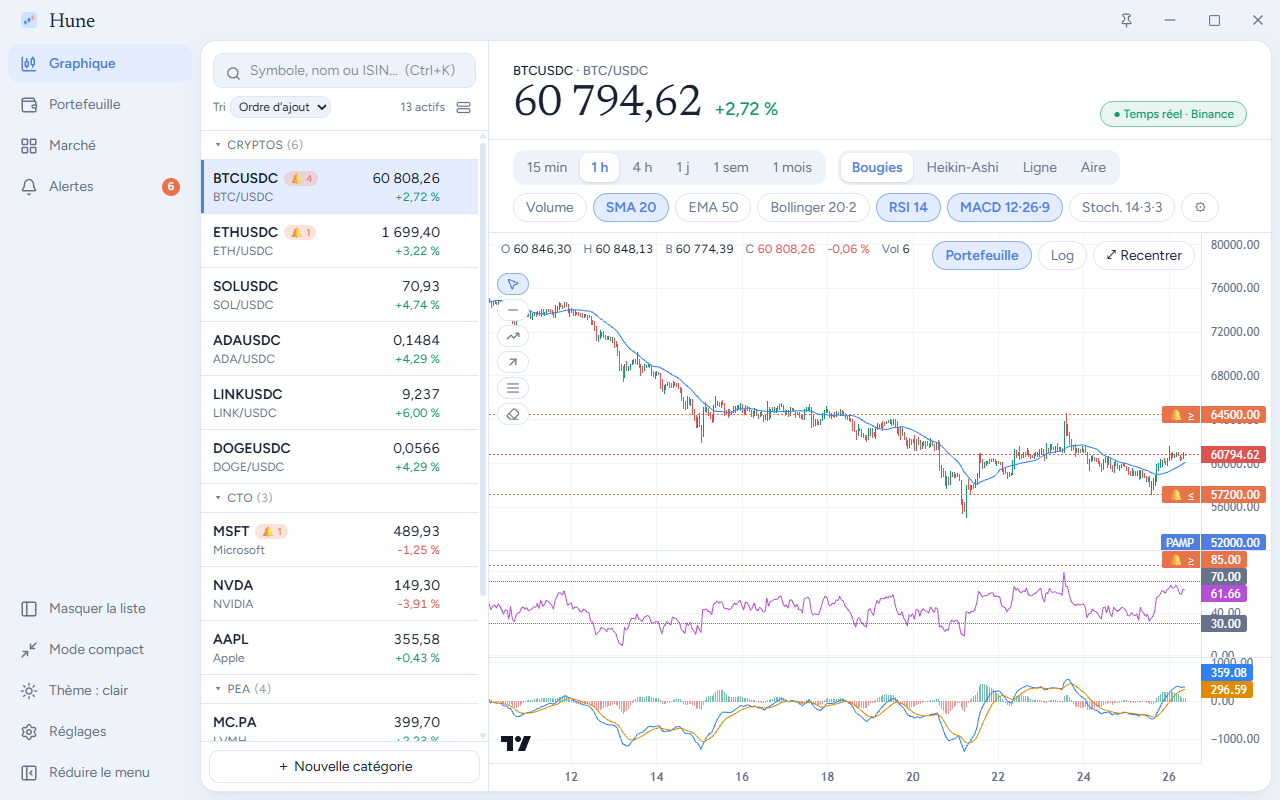 Hune
Graphique
Portefeuille
Marché
Alertes 6
Masquer la liste
Mode compact
Thème : clair
Réglages
Réduire le menu
Symbole, nom ou ISIN… (Ctrl+K)
Tri Ordre d'ajout 13 actifs
CRYPTOS (6)
BTCUSDC 4 60 808,26
BTC/USDC +2,72 %
ETHUSDC 1 1 699,40
ETH/USDC +3,22 %
SOLUSDC 70,93
SOL/USDC +4,74 %
ADAUSDC 0,1484
ADA/USDC +4,29 %
LINKUSDC 9,237
LINK/USDC +6,00 %
DOGEUSDC 0,0566
DOGE/USDC +4,29 %
CTO (3)
MSFT 1 489,93
Microsoft -1,25 %
NVDA 149,30
NVIDIA -3,91 %
AAPL 355,58
Apple +0,43 %
PEA (4)
MC.PA 399,70
LVMH +2,23 %
+ Nouvelle catégorie
BTCUSDC · BTC/USDC
60 794,62 +2,72 %
● Temps réel · Binance
15 min 1 h 4 h 1 j 1 sem 1 mois Bougies Heikin-Ashi Ligne Aire
Volume SMA 20 EMA 50 Bollinger 20·2 RSI 14 MACD 12·26·9 Stoch. 14·3·3
O 60 846,30 H 60 848,13 B 60 774,39 C 60 808,26 -0,06 % Vol 6
Portefeuille Log Recentrer
80000.00
76000.00
72000.00
68000.00
≥ 64500.00
60794.62
60000.00
≤ 57200.00
56000.00
PAMP 52000.00
≥ 85.00
70.00
61.66
40.00
30.00
0.00
1000.00
359.08
296.59
0.00
−1000.00
12 14 16 18 20 22 24 26